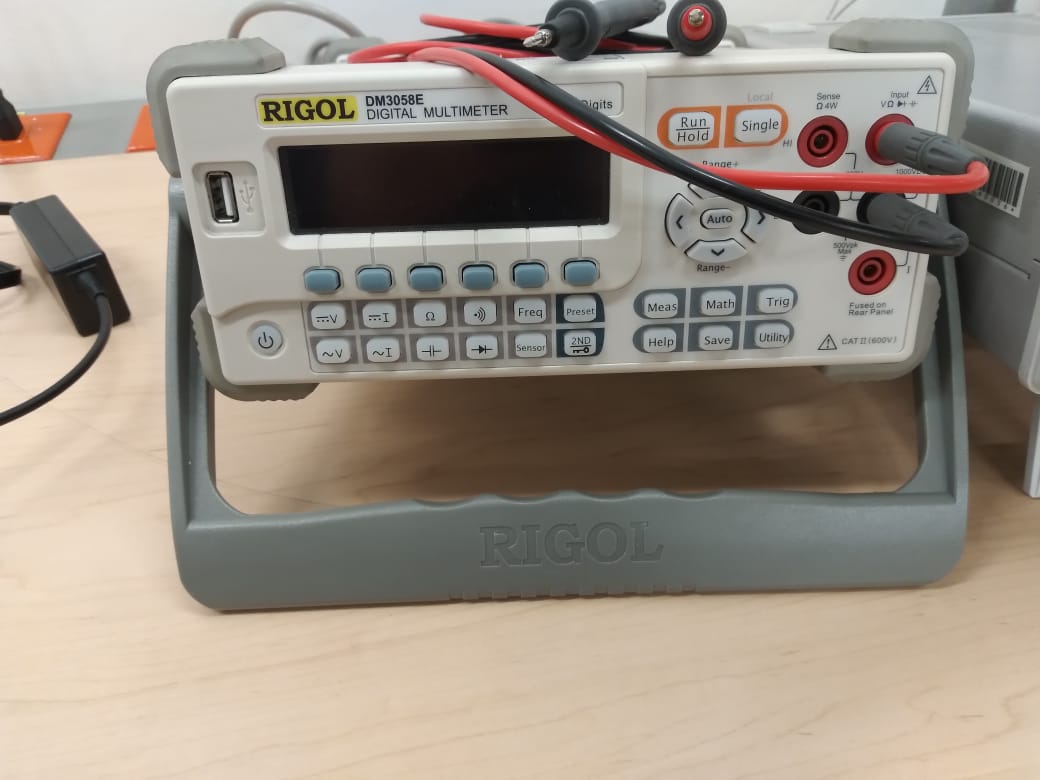 RIGOL
DM3058E
DIGITAL MULTIMETER
Digits
Run
Hold
Local
Single
Sense
Ω 4W
Input
VΩ
HI
Range+
Auto
Range-
500Vpk
Max
I
Fused on
Rear Panel
V
I
Ω
Freq
Preset
~V
~I
Sensor
2ND
Meas
Math
Trig
Help
Save
Utility
CAT II (600V)
RIGOL